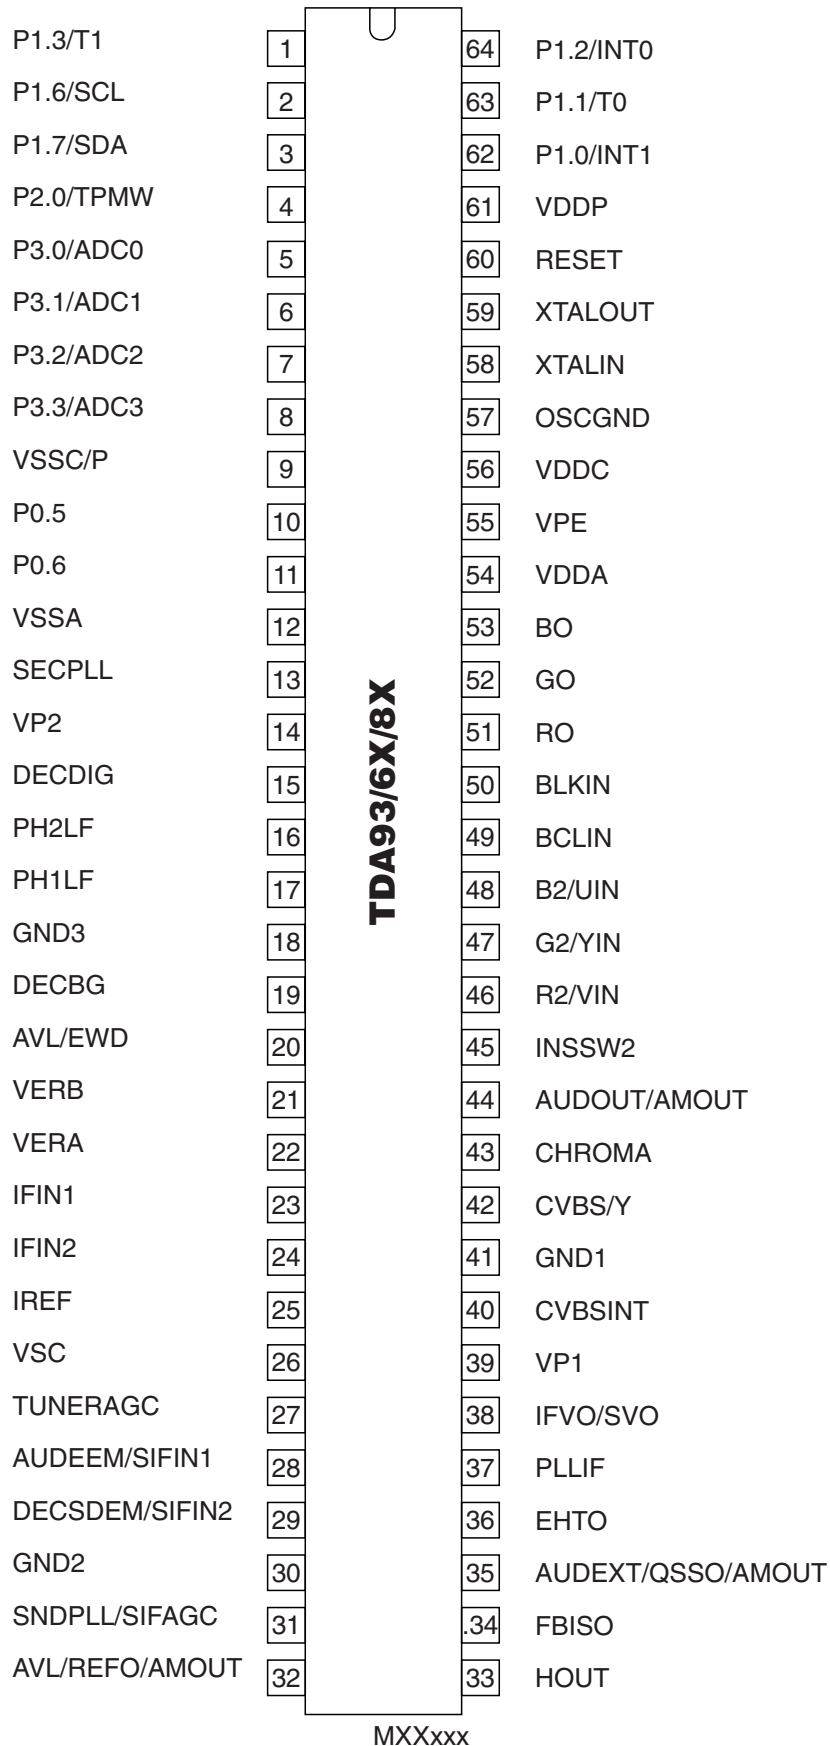 P1.3/T1 1 64 P1.2/INT0
P1.6/SCL 2 63 P1.1/T0
P1.7/SDA 3 62 P1.0/INT1
P2.0/TPMW 4 61 VDDP
P3.0/ADC0 5 60 RESET
P3.1/ADC1 6 59 XTALOUT
P3.2/ADC2 7 58 XTALIN
P3.3/ADC3 8 57 OSCGND
VSSC/P 9 56 VDDC
P0.5 10 55 VPE
P0.6 11 54 VDDA
VSSA 12 53 BO
SECPLL 13 52 GO
VP2 14 51 RO
DECDIG 15 50 BLKIN
PH2LF 16 49 BCLIN
PH1LF 17 48 B2/UIN
GND3 18 47 G2/YIN
DECBG 19 46 R2/VIN
AVL/EWD 20 45 INSSW2
VERB 21 44 AUDOUT/AMOUT
VERA 22 43 CHROMA
IFIN1 23 42 CVBS/Y
IFIN2 24 41 GND1
IREF 25 40 CVBSINT
VSC 26 39 VP1
TUNERAGC 27 38 IFVO/SVO
AUDEEM/SIFIN1 28 37 PLLIF
DECSDEM/SIFIN2 29 36 EHTO
GND2 30 35 AUDEXT/QSSO/AMOUT
SNDPLL/SIFAGC 31 .34 FBISO
AVL/REFO/AMOUT 32 33 HOUT
TDA93/6X/8X
MXXxxx